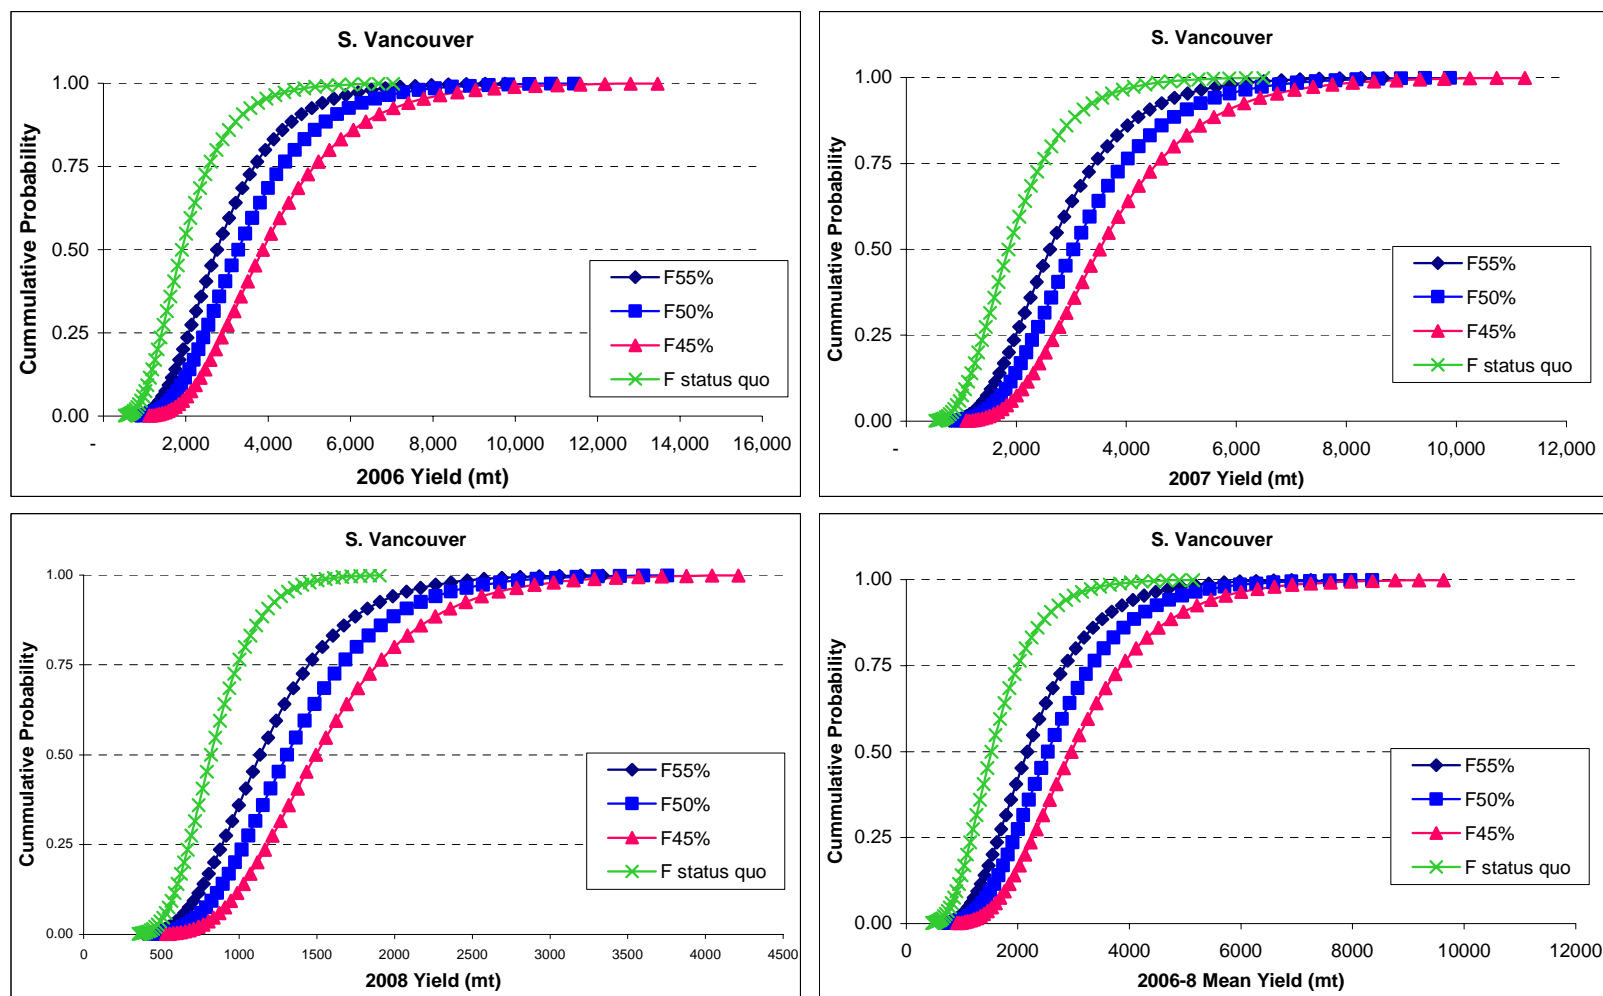 S. Vancouver
Cummulative Probability
1.00
0.75
0.50
0.25
0.00
- 2,000 4,000 6,000 8,000 10,000 12,000 14,000 16,000
2006 Yield (mt)
F55%
F50%
F45%
F status quo
S. Vancouver
Cummulative Probability
1.00
0.75
0.50
0.25
0.00
- 2,000 4,000 6,000 8,000 10,000 12,000
2007 Yield (mt)
F55%
F50%
F45%
F status quo
S. Vancouver
Cummulative Probability
1.00
0.75
0.50
0.25
0.00
0 500 1000 1500 2000 2500 3000 3500 4000 4500
2008 Yield (mt)
F55%
F50%
F45%
F status quo
S. Vancouver
Cummulative Probability
1.00
0.75
0.50
0.25
0.00
0 2000 4000 6000 8000 10000 12000
2006-8 Mean Yield (mt)
F55%
F50%
F45%
F status quo